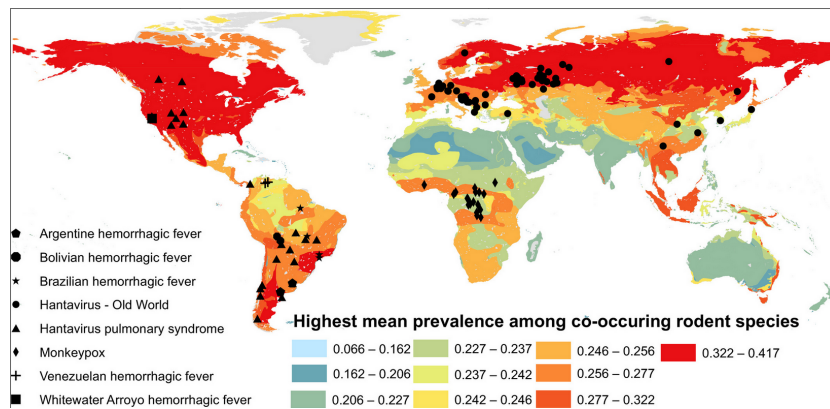 Argentine hemorrhagic fever
Bolivian hemorrhagic fever
Brazilian hemorrhagic fever
Hantavirus - Old World
Hantavirus pulmonary syndrome
Monkeypox
Venezuelan hemorrhagic fever
Whitewater Arroyo hemorrhagic fever
Highest mean prevalence among co-occuring rodent species
0.066 – 0.162
0.162 – 0.206
0.206 – 0.227
0.227 – 0.237
0.237 – 0.242
0.242 – 0.246
0.246 – 0.256
0.256 – 0.277
0.277 – 0.322
0.322 – 0.417